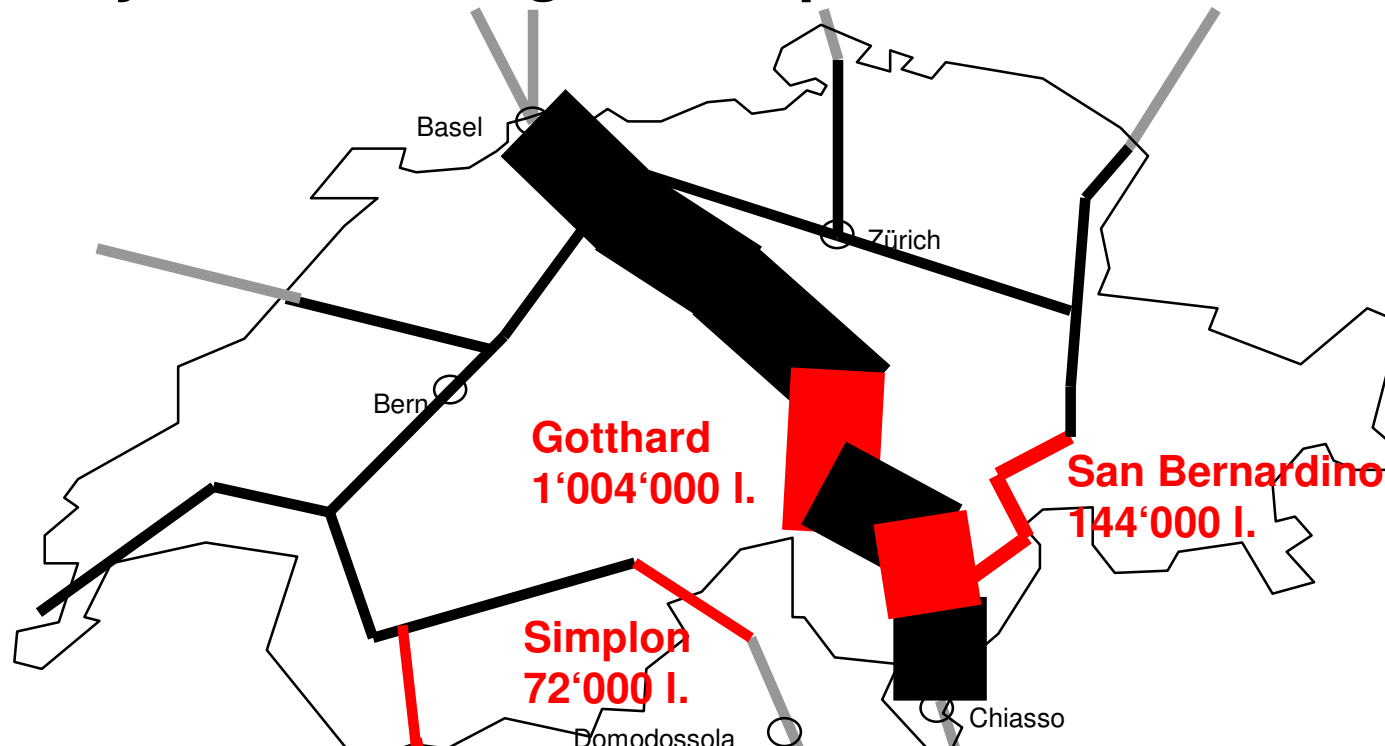 Basel
Zürich
Bern
Gotthard
1‘004‘000 l.
San Bernardino
144‘000 l.
Simplon
72‘000 l.
Chiasso
Domodossola